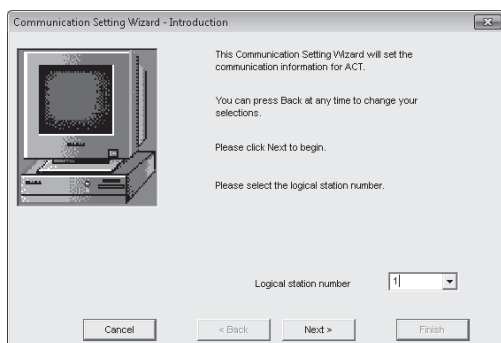 Communication Setting Wizard - Introduction
This Communication Setting Wizard will set the
communication information for ACT.
You can press Back at any time to change your
selections.
Please click Next to begin.
Please select the logical station number.
Logical station number 1
Cancel < Back Next > Finish